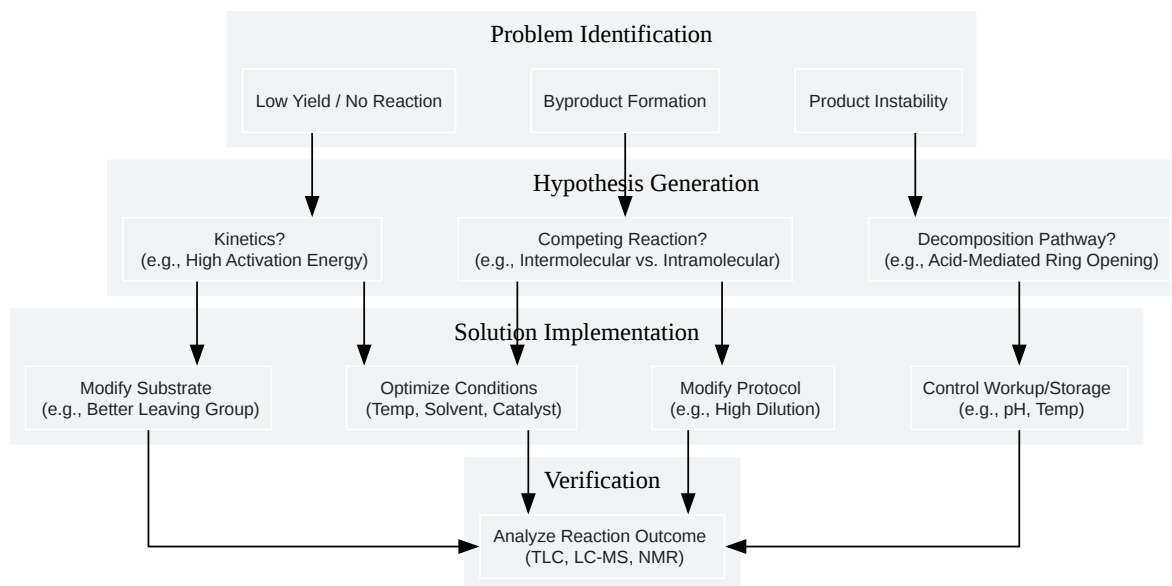 Problem Identification
Low Yield / No Reaction
Byproduct Formation
Product Instability
Hypothesis Generation
Kinetics?
(e.g., High Activation Energy)
Competing Reaction?
(e.g., Intermolecular vs. Intramolecular)
Decomposition Pathway?
(e.g., Acid-Mediated Ring Opening)
Solution Implementation
Modify Substrate
(e.g., Better Leaving Group)
Optimize Conditions
(Temp, Solvent, Catalyst)
Modify Protocol
(e.g., High Dilution)
Control Workup/Storage
(e.g., pH, Temp)
Verification
Analyze Reaction Outcome
(TLC, LC-MS, NMR)